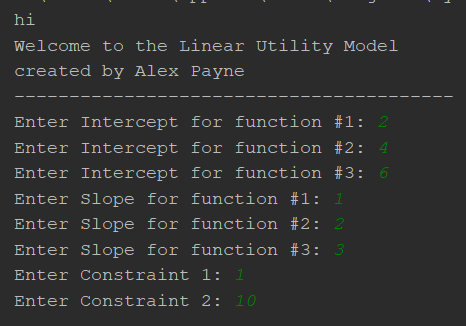 hi
Welcome to the Linear Utility Model
created by Alex Payne
----------------------------------------
Enter Intercept for function #1: 2
Enter Intercept for function #2: 4
Enter Intercept for function #3: 6
Enter Slope for function #1: 1
Enter Slope for function #2: 2
Enter Slope for function #3: 3
Enter Constraint 1: 1
Enter Constraint 2: 10